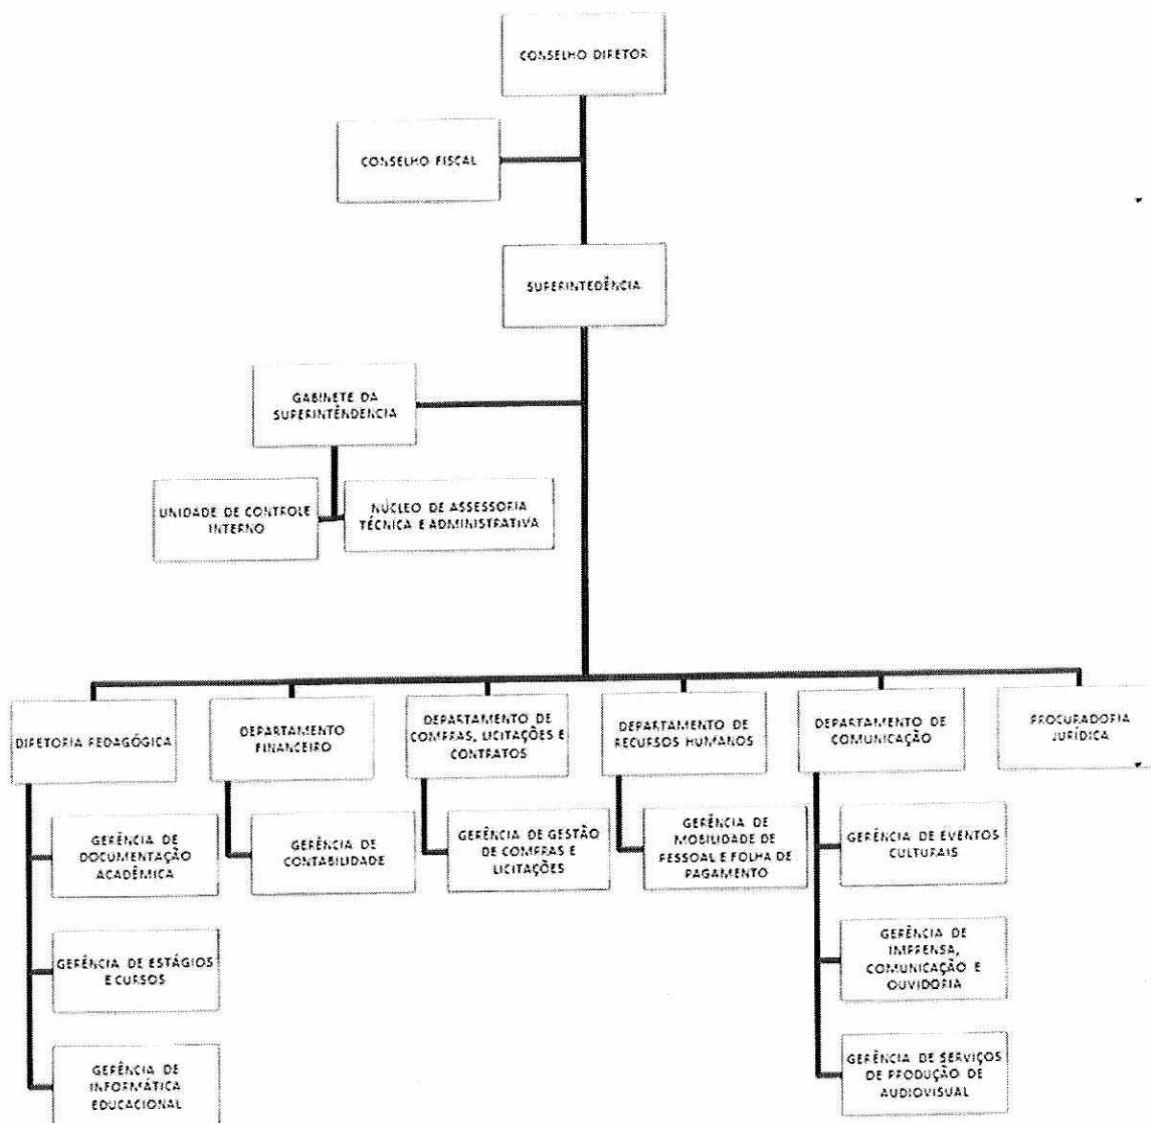 CONSELHO DIRETOR
CONSELHO FISCAL
SUPERINTEDÊNCIA
GABINETE DA
SUPERINTÊNDENCIA
UNIDADE DE CONTROLE
INTERNO
NÚCLEO DE ASSESSORIA
TÉCNICA E ADMINISTRATIVA
DIRETORIA PEDAGÓGICA
DEPARTAMENTO
FINANCEIRO
DEPARTAMENTO DE
COMPRAS, LICITAÇÕES E
CONTRATOS
DEPARTAMENTO DE
RECURSOS HUMANOS
DEPARTAMENTO DE
COMUNICAÇÃO
PROCURADORIA
JURÍDICA
GERÊNCIA DE
DOCUMENTAÇÃO
ACADÊMICA
GERÊNCIA DE
CONTABILIDADE
GERÊNCIA DE GESTÃO
DE COMPRAS E
LICITAÇÕES
GERÊNCIA DE
MOBILIDADE DE
PESSOAL E FOLHA DE
PAGAMENTO
GERÊNCIA DE EVENTOS
CULTURAIS
GERÊNCIA DE ESTÁGIOS
E CURSOS
GERÊNCIA DE
IMPRENSA,
COMUNICAÇÃO E
OUVIDORIA
GERÊNCIA DE
INFORMÁTICA
EDUCACIONAL
GERÊNCIA DE SERVIÇOS
DE PRODUÇÃO DE
AUDIOVISUAL